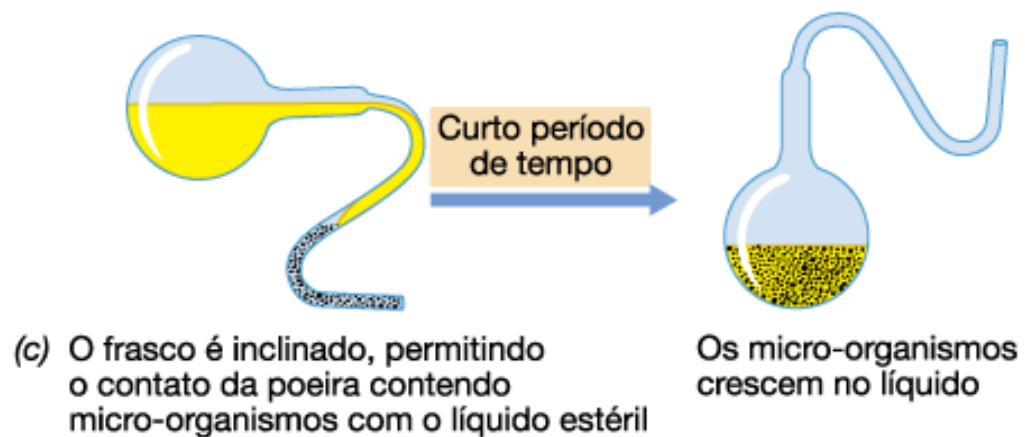 Curto período
de tempo
(c) O frasco é inclinado, permitindo
o contato da poeira contendo
micro-organismos com o líquido estéril
Os micro-organismos
crescem no líquido